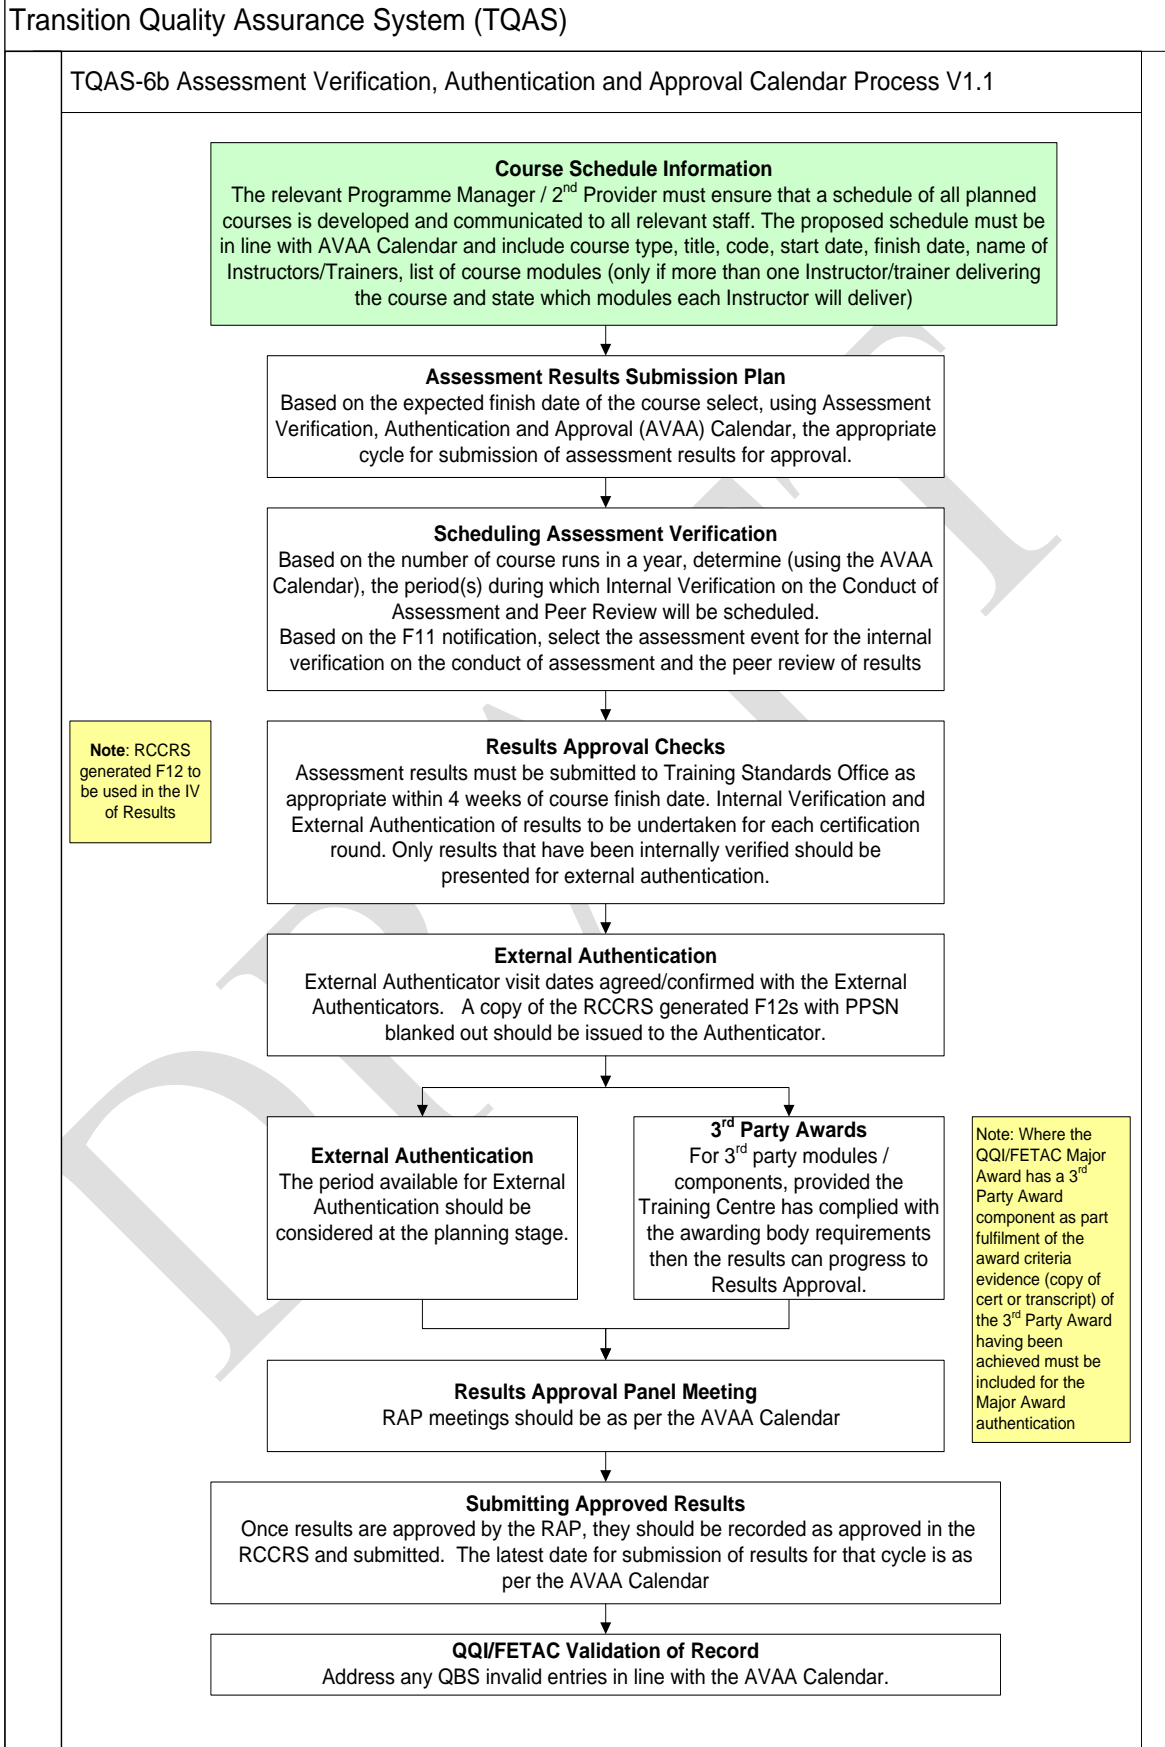 Transition Quality Assurance System (TQAS)
TQAS-6b Assessment Verification, Authentication and Approval Calendar Process V1.1
Course Schedule Information
The relevant Programme Manager / 2nd Provider must ensure that a schedule of all planned
courses is developed and communicated to all relevant staff. The proposed schedule must be
in line with AVAA Calendar and include course type, title, code, start date, finish date, name of
Instructors/Trainers, list of course modules (only if more than one Instructor/trainer delivering
the course and state which modules each Instructor will deliver)
Assessment Results Submission Plan
Based on the expected finish date of the course select, using Assessment
Verification, Authentication and Approval (AVAA) Calendar, the appropriate
cycle for submission of assessment results for approval.
Scheduling Assessment Verification
Based on the number of course runs in a year, determine (using the AVAA
Calendar), the period(s) during which Internal Verification on the Conduct of
Assessment and Peer Review will be scheduled.
Based on the F11 notification, select the assessment event for the internal
verification on the conduct of assessment and the peer review of results
Note: RCCRS
generated F12 to
be used in the IV
of Results
Results Approval Checks
Assessment results must be submitted to Training Standards Office as
appropriate within 4 weeks of course finish date. Internal Verification and
External Authentication of results to be undertaken for each certification
round. Only results that have been internally verified should be
presented for external authentication.
External Authentication
External Authenticator visit dates agreed/confirmed with the External
Authenticators.   A copy of the RCCRS generated F12s with PPSN
blanked out should be issued to the Authenticator.
External Authentication
The period available for External
Authentication should be
considered at the planning stage.
3rd Party Awards
For 3rd party modules /
components, provided the
Training Centre has complied with
the awarding body requirements
then the results can progress to
Results Approval.
Note: Where the
QQI/FETAC Major
Award has a 3rd
Party Award
component as part
fulfilment of the
award criteria
evidence (copy of
cert or transcript) of
the 3rd Party Award
having been
achieved must be
included for the
Major Award
authentication
Results Approval Panel Meeting
RAP meetings should be as per the AVAA Calendar
Submitting Approved Results
Once results are approved by the RAP, they should be recorded as approved in the
RCCRS and submitted.  The latest date for submission of results for that cycle is as
per the AVAA Calendar
QQI/FETAC Validation of Record
Address any QBS invalid entries in line with the AVAA Calendar.
DRAFT